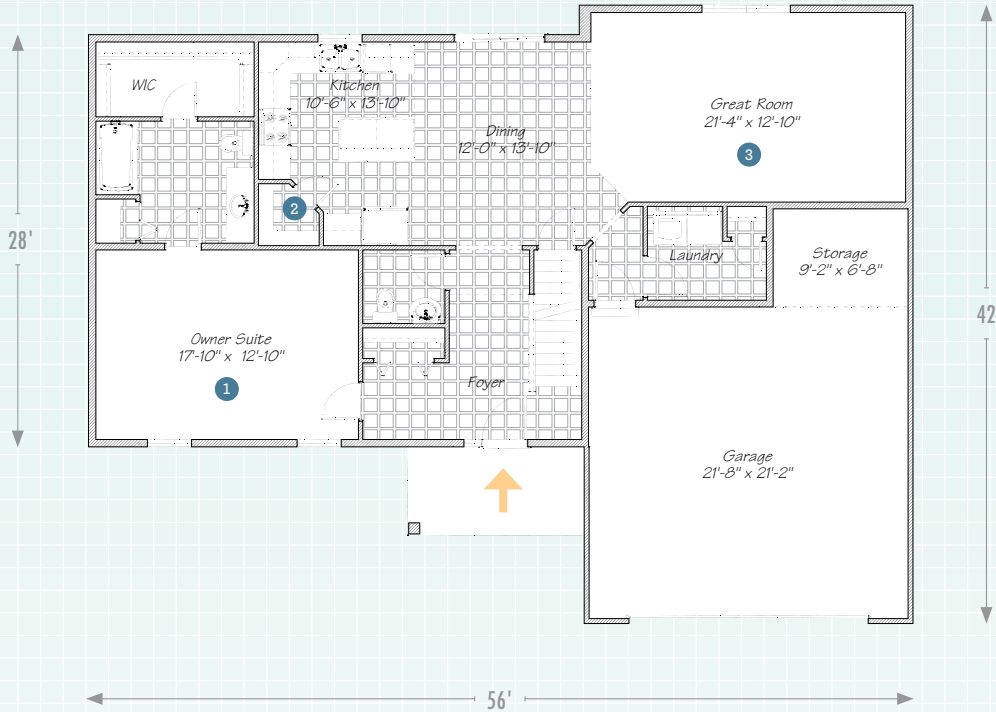 WIC
Kitchen
10'-6" x 13'-10"
Dining
12'-0" x 13'-10"
Great Room
21'-4" x 12'-10"
3
2
28'
Laundry
Storage
9'-2" x 6'-8"
42
Owner Suite
17'-10" x 12'-10"
1
Foyer
Garage
21'-8" x 21'-2"
56'